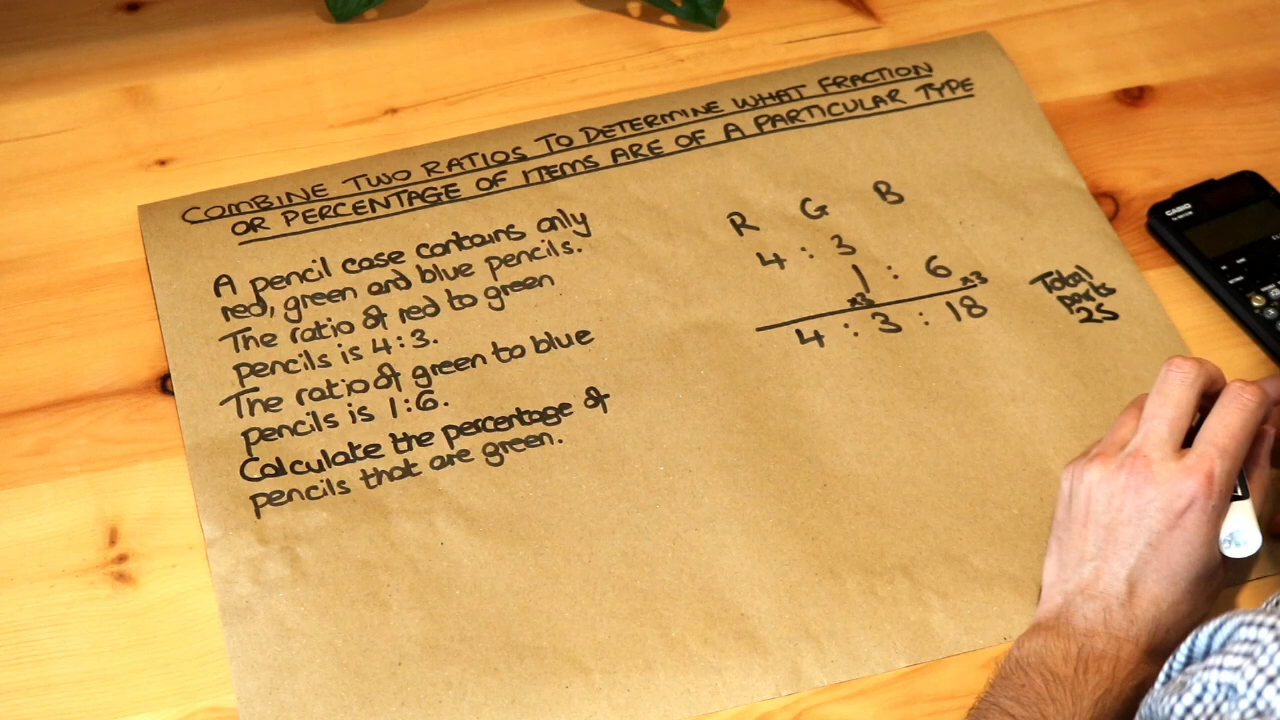 COMBINE TWO RATIOS TO DETERMINE WHAT FRACTION
OR PERCENTAGE OF ITEMS ARE OF A PARTICULAR TYPE
A pencil case contains only
red, green and blue pencils.
The ratio of red to green
pencils is 4:3.
The ratio of green to blue
pencils is 1:6.
Calculate the percentage of
pencils that are green.
R G B
4 : 3
1 : 6
×3 ×3
4 : 3 : 18
Total
parts
25
CASIO